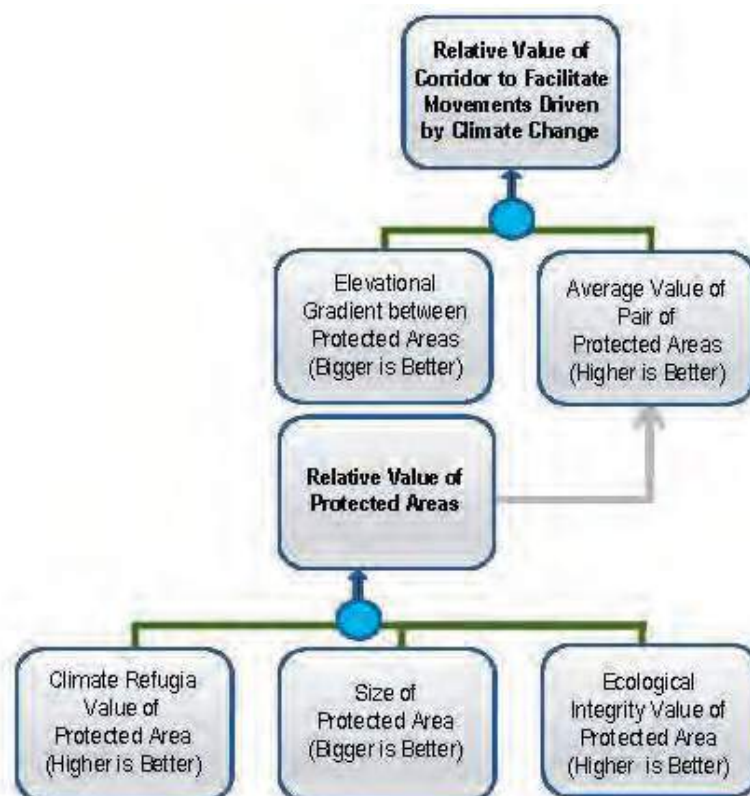 Relative Value of
Corridor to Facilitate
Movements Driven
by Climate Change
Elevational
Gradient between
Protected Areas
(Bigger is Better)
Average Value of
Pair of
Protected Areas
(Higher is Better)
Relative Value of
Protected Areas
Climate Refugia
Value of
Protected Area
(Higher is Better)
Size of
Protected Area
(Bigger is Better)
Ecological
Integrity Value of
Protected Area
(Higher is Better)